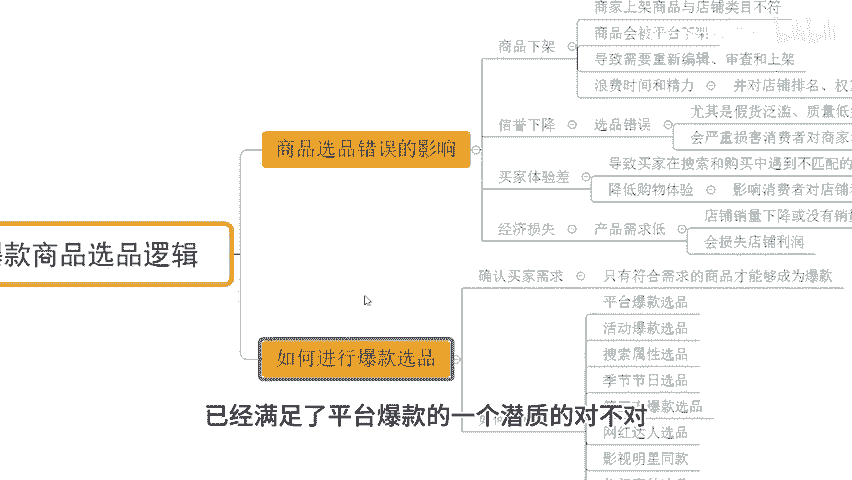 商家上架商品与店铺类目不符
商品会被平台下架
商品下架
导致需要重新编辑、审查和上架
浪费时间和精力
并对店铺排名、权
尤其是假货泛滥、质量低
信誉下降
选品错误
会严重损害消费者对商家
商品选品错误的影响
导致买家在搜索和购买中遇到不匹配的
买家体验差
降低购物体验
影响消费者对店铺
店铺销量下降或没有销
经济损失
产品需求低
会损失店铺利润
款商品选品逻辑
确认买家需求
只有符合需求的商品才能够成为爆款
平台爆款选品
活动爆款选品
如何进行爆款选品
搜索属性选品
季节节日选品
爆款选品
已经满足了平台爆款的一个潜质的对不对
网红达人选品
影视明星同款